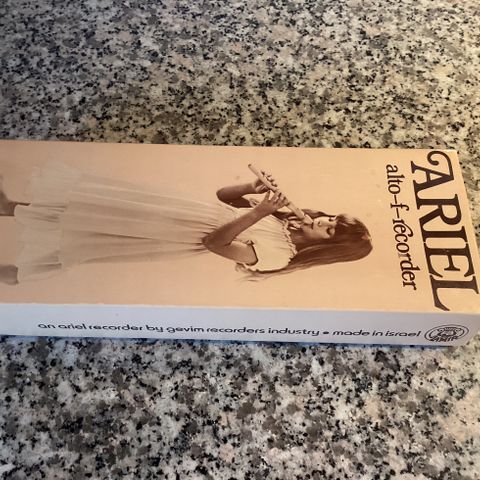 ARIEL
alto-f-recorder
an ariel recorder by gevim recorders industry • made in israel